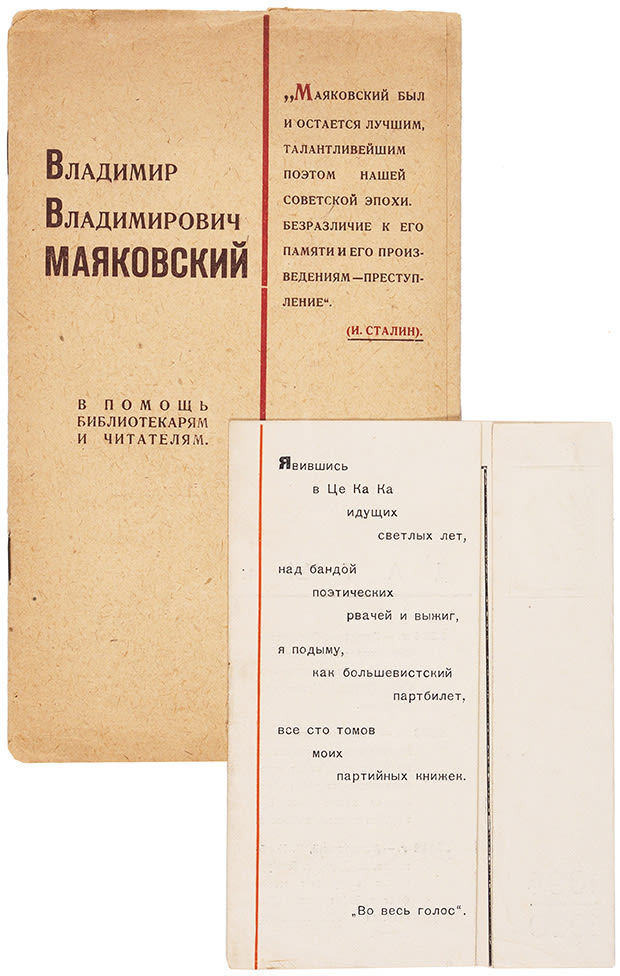 Владимир
Владимирович
МАЯКОВСКИЙ
В ПОМОЩЬ
БИБЛИОТЕКАРЯМ
И ЧИТАТЕЛЯМ.
„Маяковский был
и остается лучшим,
талантливейшим
поэтом нашей
советской эпохи.
Безразличие к его
памяти и его произ-
ведениям—преступ-
ление“.
(И. СТАЛИН).
Явившись
в Це Ка Ка
идущих
светлых лет,
над бандой
поэтических
рвачей и выжиг,
я подыму,
как большевистский
партбилет,
все сто томов
моих
партийных книжек.
„Во весь голос“.